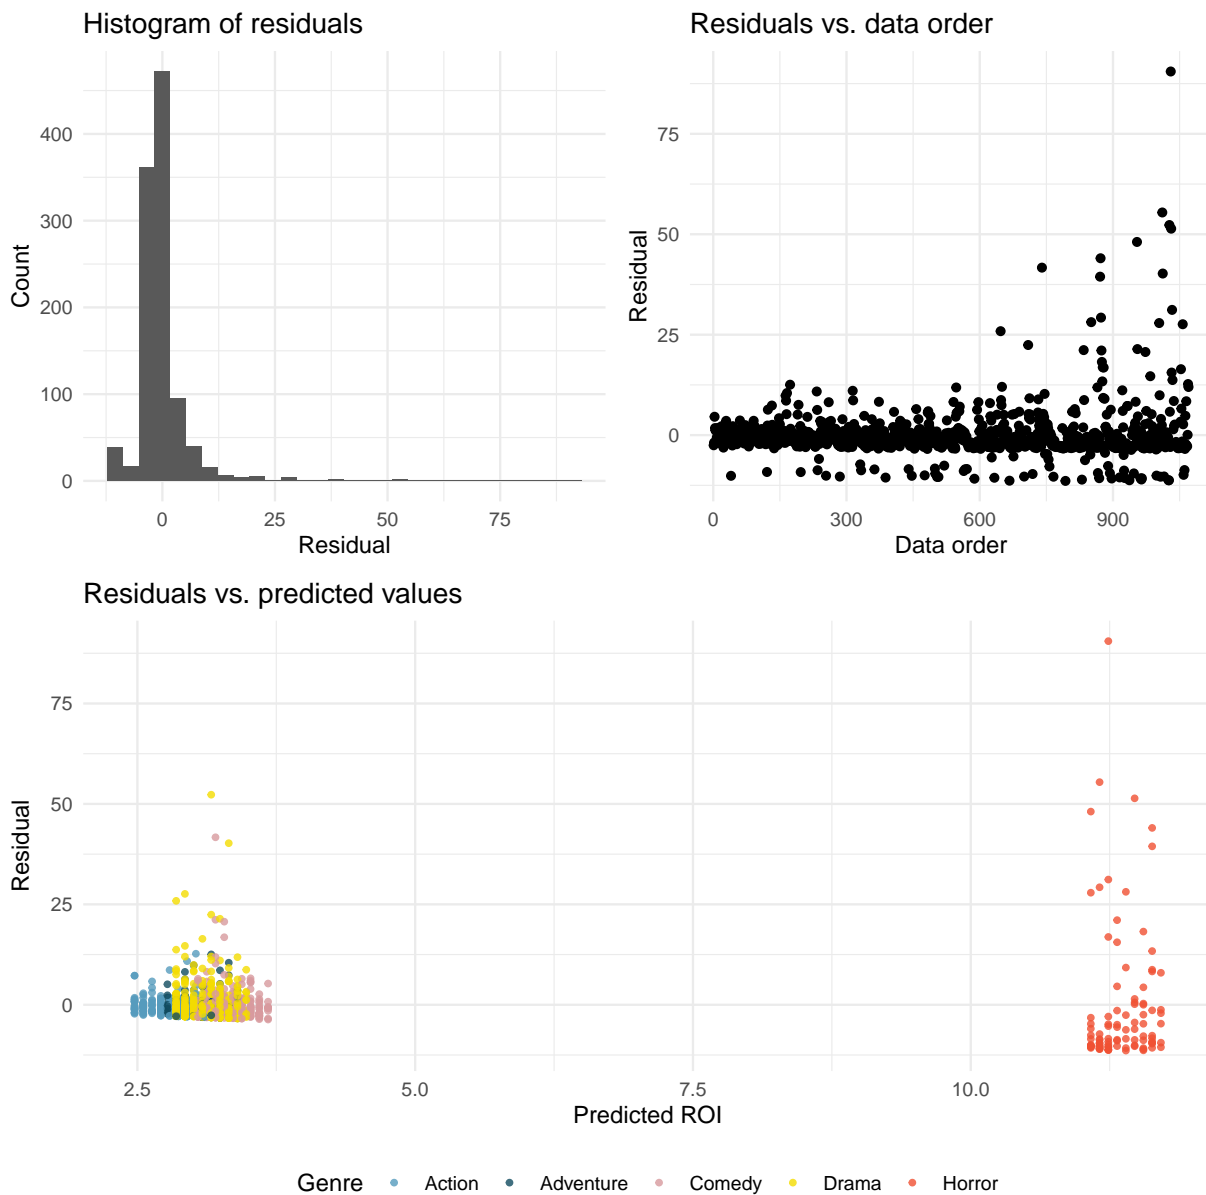 Histogram of residuals
Count
400
300
200
100
0
0 25 50 75
Residual
Residuals vs. data order
Residual
75
50
25
0
0 300 600 900
Data order
Residuals vs. predicted values
Residual
75
50
25
0
2.5 5.0 7.5 10.0
Predicted ROI
Genre Action Adventure Comedy Drama Horror